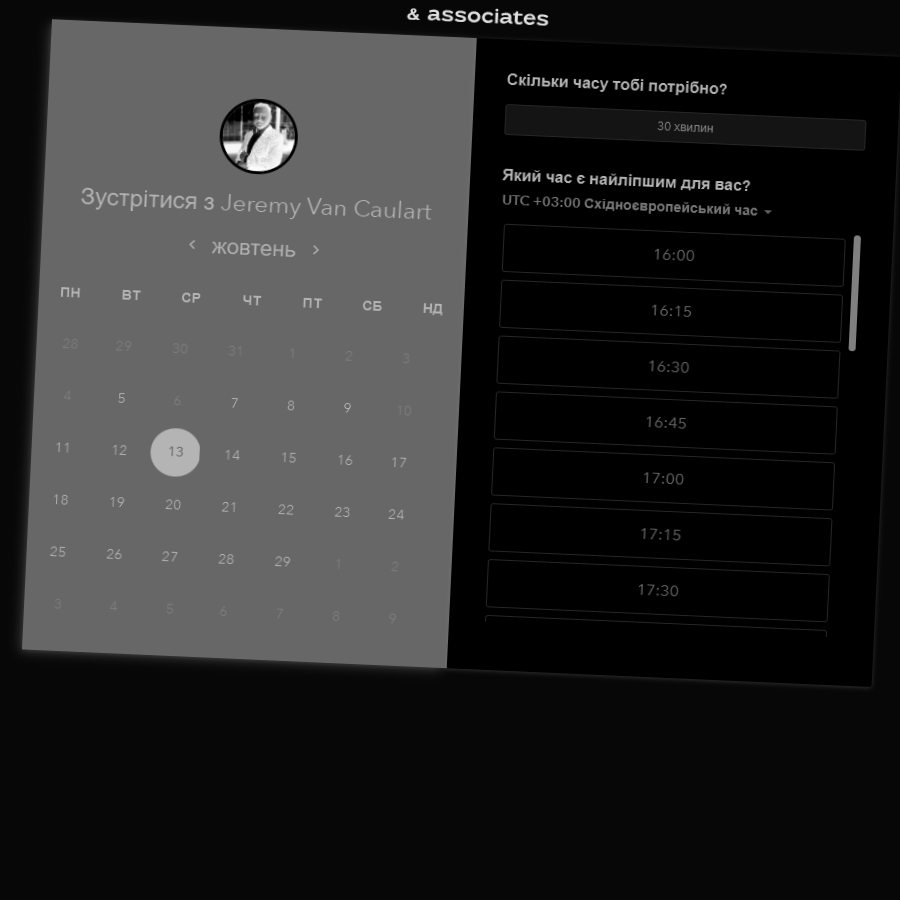 & associates
Зустрітися з Jeremy Van Caulart
жовтень
ПН ВТ СР ЧТ ПТ СБ НД
28 29 30 31 1 2 3
4 5 6 7 8 9 10
11 12 13 14 15 16 17
18 19 20 21 22 23 24
25 26 27 28 29 1 2
3 4 5 6 7 8 9
Скільки часу тобі потрібно?
30 хвилин
Який час є найліпшим для вас?
UTC +03:00 Східноєвропейський час
16:00
16:15
16:30
16:45
17:00
17:15
17:30